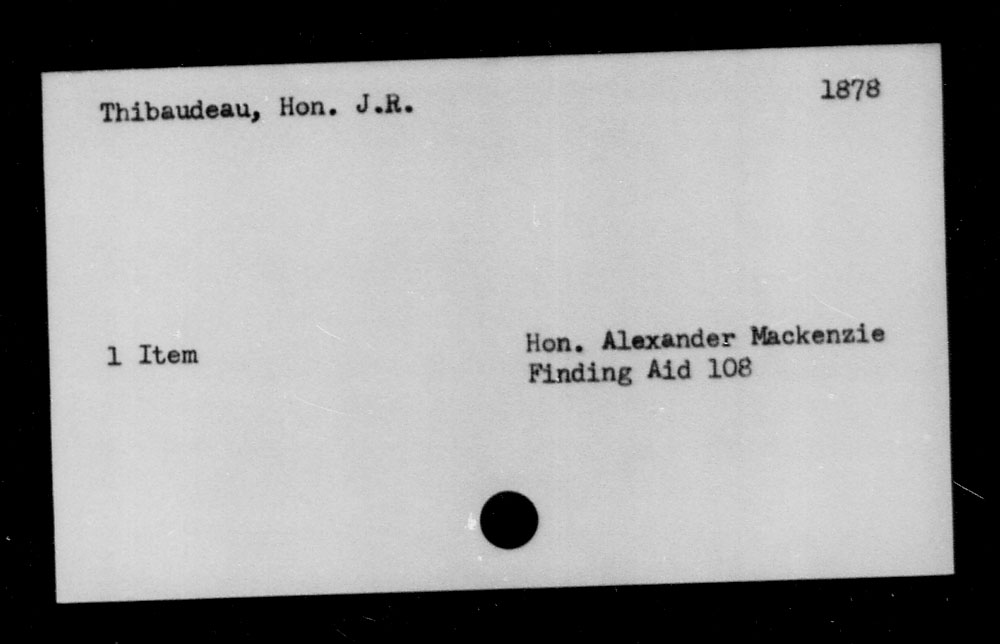 Thibaudeau, Hon. J.R.
1878
1 Item
Hon. Alexander Mackenzie
Finding Aid 108